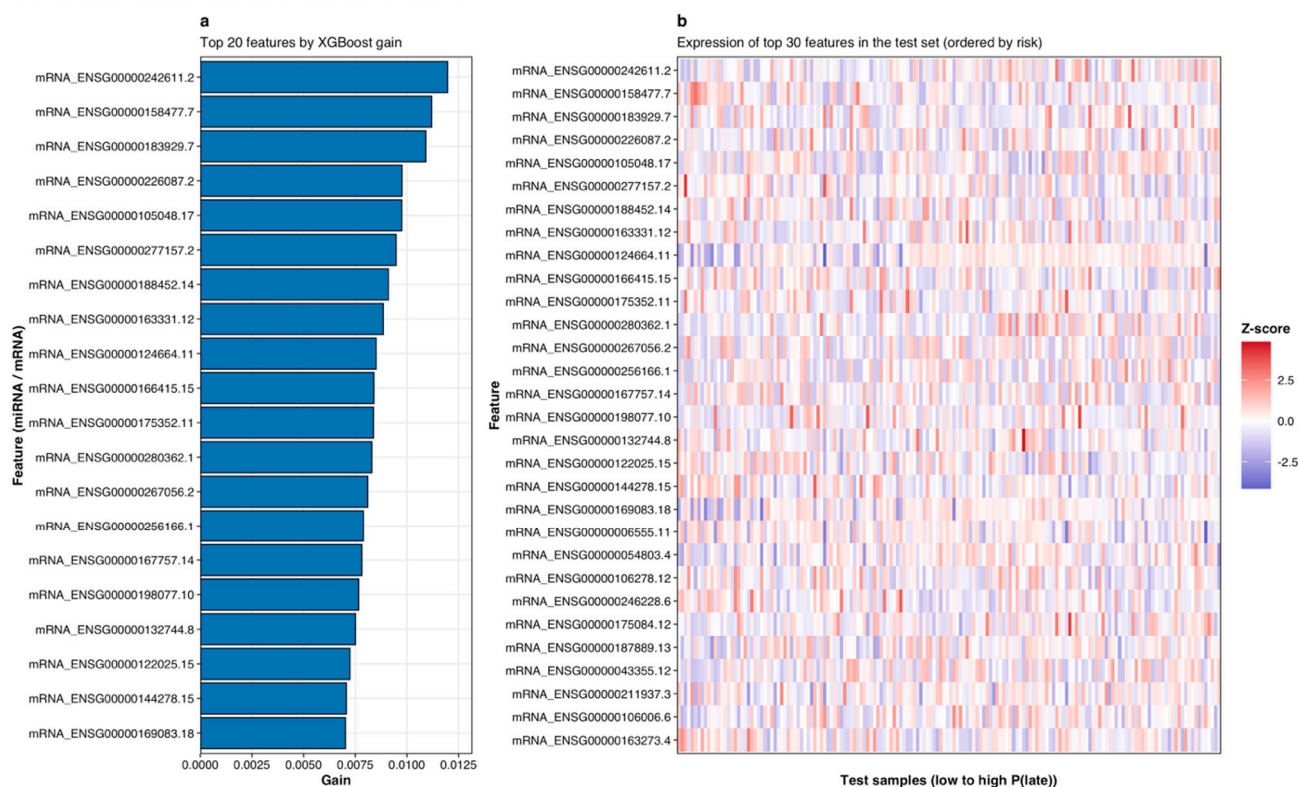 a
Top 20 features by XGBoost gain
mRNA_ENSG00000242611.2
mRNA_ENSG00000158477.7
mRNA_ENSG00000183929.7
mRNA_ENSG00000226087.2
mRNA_ENSG00000105048.17
mRNA_ENSG00000277157.2
mRNA_ENSG00000188452.14
mRNA_ENSG00000163331.12
mRNA_ENSG00000124664.11
mRNA_ENSG00000166415.15
mRNA_ENSG00000175352.11
mRNA_ENSG00000280362.1
mRNA_ENSG00000267056.2
mRNA_ENSG00000256166.1
mRNA_ENSG00000167757.14
mRNA_ENSG00000198077.10
mRNA_ENSG00000132744.8
mRNA_ENSG00000122025.15
mRNA_ENSG00000144278.15
mRNA_ENSG00000169083.18
Feature (miRNA / mRNA)
0.0000 0.0025 0.0050 0.0075 0.0100 0.0125
Gain
b
Expression of top 30 features in the test set (ordered by risk)
mRNA_ENSG00000242611.2
mRNA_ENSG00000158477.7
mRNA_ENSG00000183929.7
mRNA_ENSG00000226087.2
mRNA_ENSG00000105048.17
mRNA_ENSG00000277157.2
mRNA_ENSG00000188452.14
mRNA_ENSG00000163331.12
mRNA_ENSG00000124664.11
mRNA_ENSG00000166415.15
mRNA_ENSG00000175352.11
mRNA_ENSG00000280362.1
mRNA_ENSG00000267056.2
mRNA_ENSG00000256166.1
mRNA_ENSG00000167757.14
mRNA_ENSG00000198077.10
mRNA_ENSG00000132744.8
mRNA_ENSG00000122025.15
mRNA_ENSG00000144278.15
mRNA_ENSG00000169083.18
mRNA_ENSG00000006555.11
mRNA_ENSG00000054803.4
mRNA_ENSG00000106278.12
mRNA_ENSG00000246228.6
mRNA_ENSG00000175084.12
mRNA_ENSG00000187889.13
mRNA_ENSG00000043355.12
mRNA_ENSG00000211937.3
mRNA_ENSG00000106006.6
mRNA_ENSG00000163273.4
Feature
Test samples (low to high P(late))
Z-score
2.5
0.0
-2.5